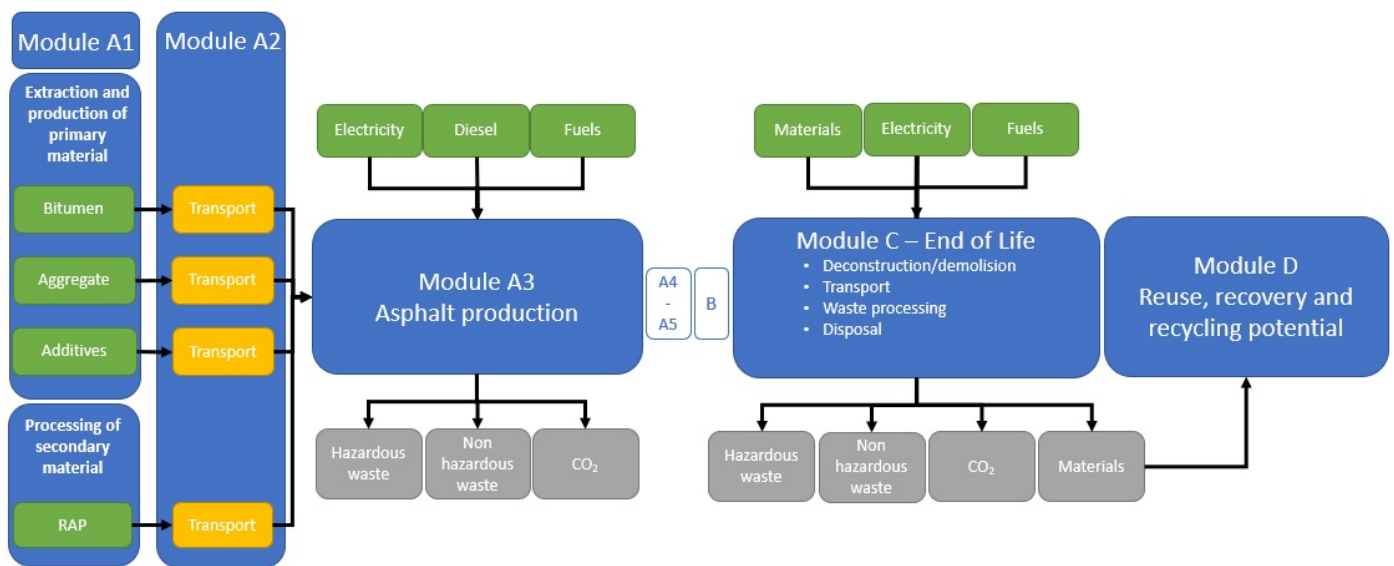 Module A1
Module A2
Extraction and
production of
primary
material
Bitumen
Transport
Aggregate
Transport
Additives
Transport
Processing of
secondary
material
RAP
Transport
Electricity
Diesel
Fuels
Module A3
Asphalt production
Hazardous
waste
Non
hazardous
waste
CO₂
A4
-
A5
B
Materials
Electricity
Fuels
Module C – End of Life
• Deconstruction/demolision
• Transport
• Waste processing
• Disposal
Hazardous
waste
Non
hazardous
waste
CO₂
Materials
Module D
Reuse, recovery and
recycling potential